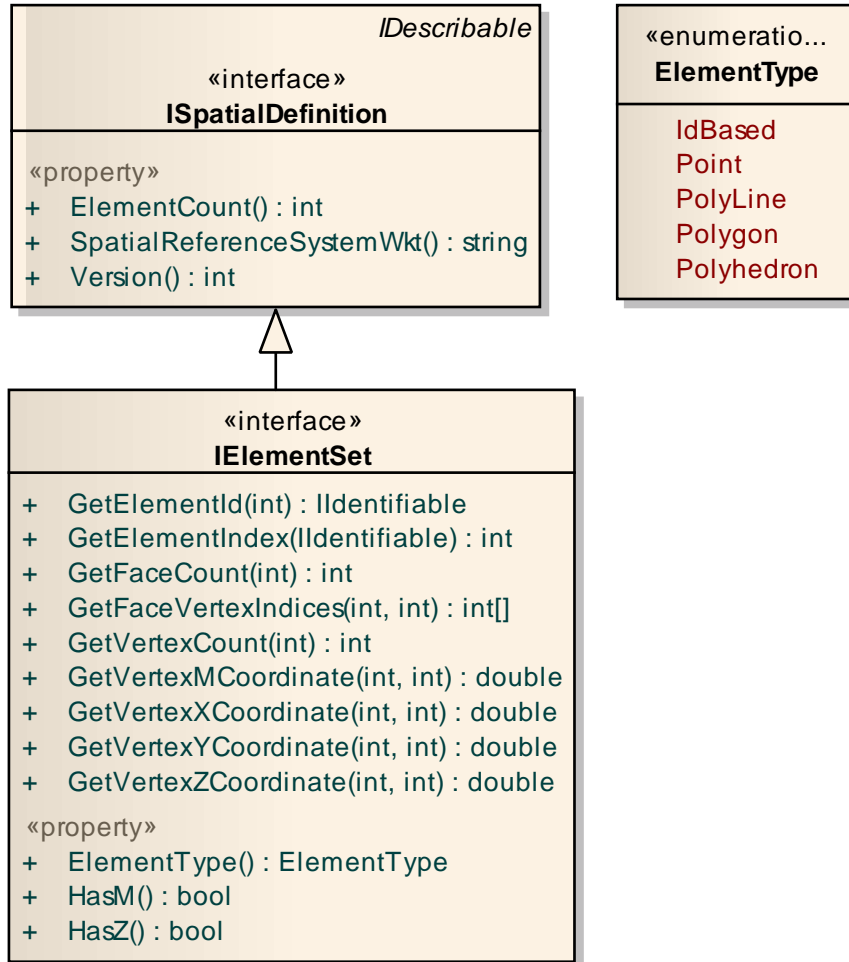 IDescribable
«interface»
ISpatialDefinition
«property»
+ ElementCount() : int
+ SpatialReferenceSystemWkt() : string
+ Version() : int
«enumeratio...
ElementType
IdBased
Point
PolyLine
Polygon
Polyhedron
«interface»
IElementSet
+ GetElementId(int) : IIdentifiable
+ GetElementIndex(IIdentifiable) : int
+ GetFaceCount(int) : int
+ GetFaceVertexIndices(int, int) : int[]
+ GetVertexCount(int) : int
+ GetVertexMCoordinate(int, int) : double
+ GetVertexXCoordinate(int, int) : double
+ GetVertexYCoordinate(int, int) : double
+ GetVertexZCoordinate(int, int) : double
«property»
+ ElementType() : ElementType
+ HasM() : bool
+ HasZ() : bool